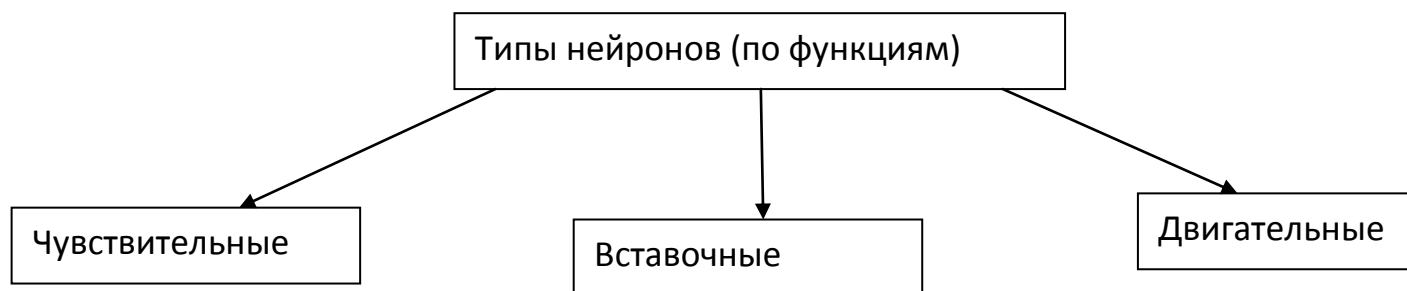 Типы нейронов (по функциям)
Чувствительные
Вставочные
Двигательные